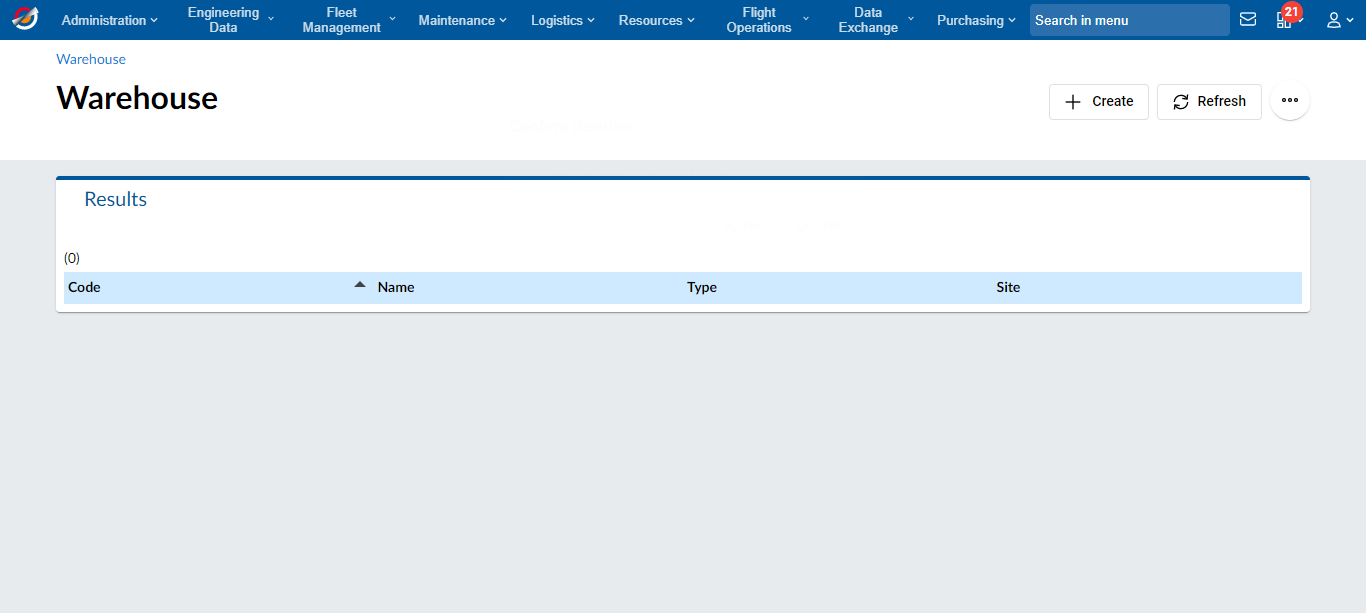 Administration
Engineering
Data
Fleet
Management
Maintenance
Logistics
Resources
Flight
Operations
Data
Exchange
Purchasing
Search in menu
21
Warehouse
Warehouse
Create
Refresh
Results
(0)
Code Name Type Site